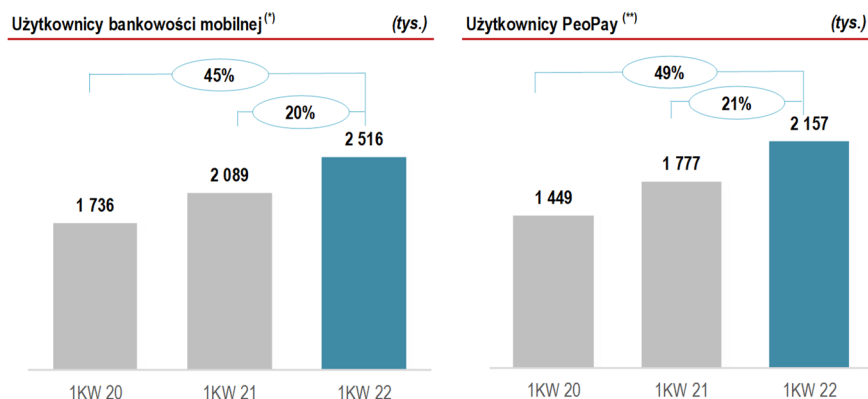 Użytkownicy bankowości mobilnej (*) (tys.)
45%
20%
2 516
2 089
1 736
1KW 20 1KW 21 1KW 22
Użytkownicy PeoPay (**) (tys.)
49%
21%
2 157
1 777
1 449
1KW 20 1KW 21 1KW 22